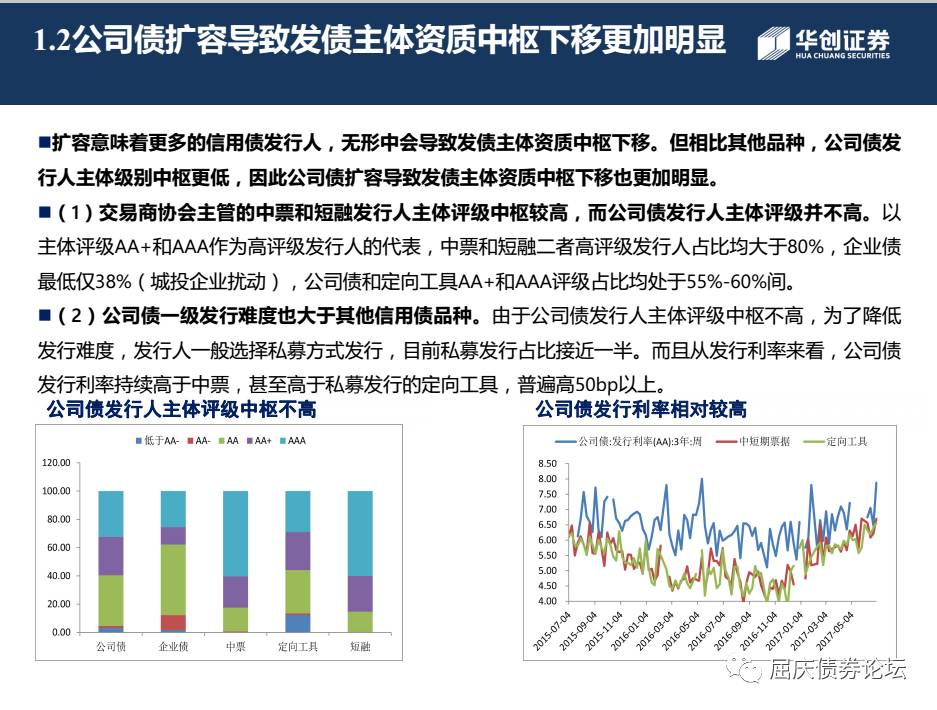 1.2公司债扩容导致发债主体资质中枢下移更加明显
华创证券
HUA CHUANG SECURITIES
■扩容意味着更多的信用债发行人，无形中会导致发债主体资质中枢下移。但相比其他品种，公司债发
行人主体级别中枢更低，因此公司债扩容导致发债主体资质中枢下移也更加明显。
■（1）交易商协会主管的中票和短融发行人主体评级中枢较高，而公司债发行人主体评级并不高。以
主体评级AA+和AAA作为高评级发行人的代表，中票和短融二者高评级发行人占比均大于80%，企业债
最低仅38%（城投企业扰动），公司债和定向工具AA+和AAA评级占比均处于55%-60%间。
■（2）公司债一级发行难度也大于其他信用债品种。由于公司债发行人主体评级中枢不高，为了降低
发行难度，发行人一般选择私募方式发行，目前私募发行占比接近一半。而且从发行利率来看，公司债
发行利率持续高于中票，甚至高于私募发行的定向工具，普遍高50bp以上。
公司债发行人主体评级中枢不高
低于AA- AA- AA AA+ AAA
120.00
100.00
80.00
60.00
40.00
20.00
0.00
公司债 企业债 中票 定向工具 短融
公司债发行利率相对较高
公司债:发行利率(AA):3年:周 中短期票据 定向工具
8.50
8.00
7.50
7.00
6.50
6.00
5.50
5.00
4.50
4.00
2015-07-04 2015-09-04 2015-11-04 2016-01-04 2016-03-04 2016-05-04 2016-07-04 2016-09-04 2016-11-04 2017-01-04 2017-03-04 2017-05-04
屈庆债券论坛